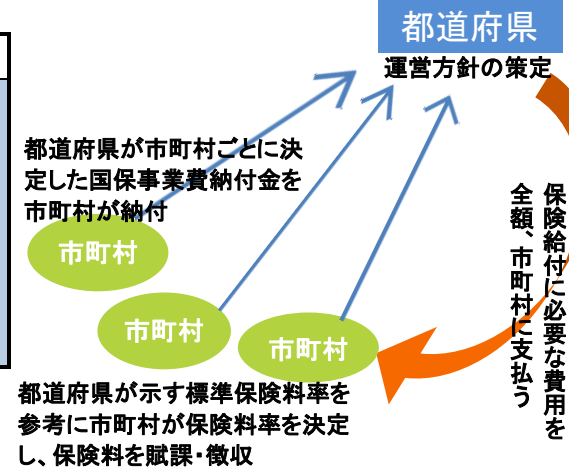 都道府県
運営方針の策定
都道府県が市町村ごとに決
定した国保事業費納付金を
市町村が納付
市町村
市町村
市町村
保険給付に必要な費用を
全額、市町村に支払う
都道府県が示す標準保険料率を
参考に市町村が保険料率を決定
し、保険料を賦課・徴収